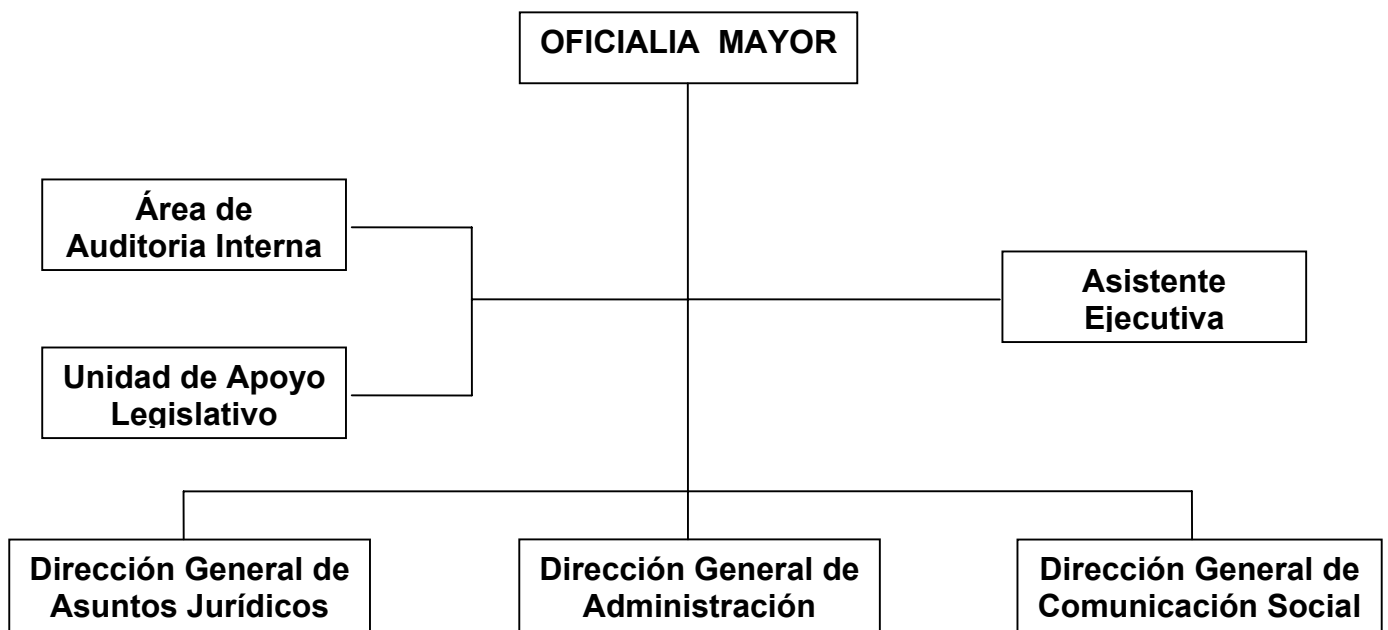 OFICIALIA MAYOR
Área de
Auditoria Interna
Asistente
Ejecutiva
Unidad de Apoyo
Legislativo
Dirección General de
Asuntos Jurídicos
Dirección General de
Administración
Dirección General de
Comunicación Social